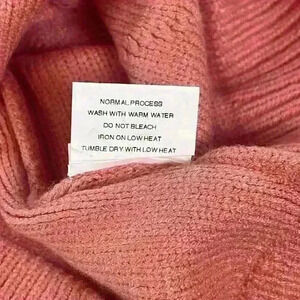 NORMAL PROCESS
WASH WITH WARM WATER
DO NOT BLEACH
IRON ON LOW HEAT
TUMBLE DRY WITH LOW HEAT